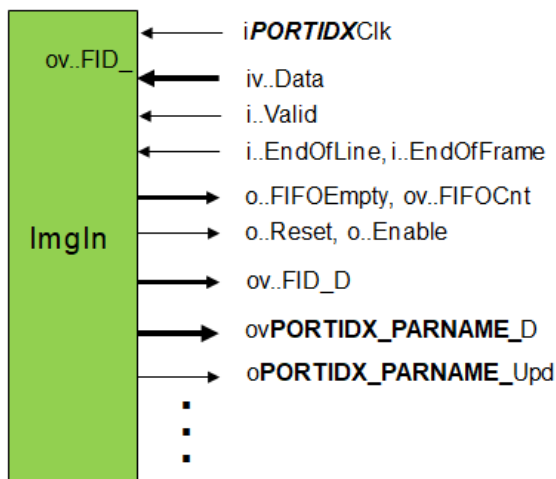 iPORTIDXClk
ov..FID_
iv..Data
i..Valid
i..EndOfLine, i..EndOfFrame
o..FIFOEmpty, ov..FIFOCnt
ImgIn
o..Reset, o..Enable
ov..FID_D
ovPORTIDX_PARNAME_D
oPORTIDX_PARNAME_Upd